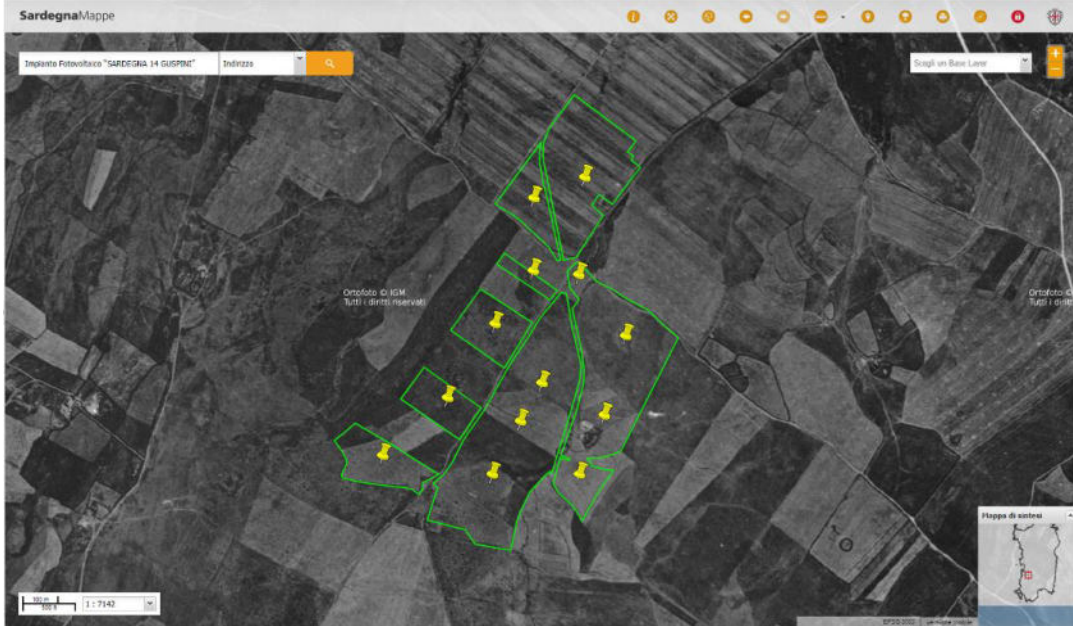 SardegnaMappe
Impianto Fotovoltaico "SARDEGNA 14 GUSPINI"
Indirizzo
Scegli un Base Layer
+
−
Ortofoto © IGM
Tutti i diritti riservati
Ortofoto ©
Tutti i diritti
Mappa di sintesi
100 m
1 : 7142